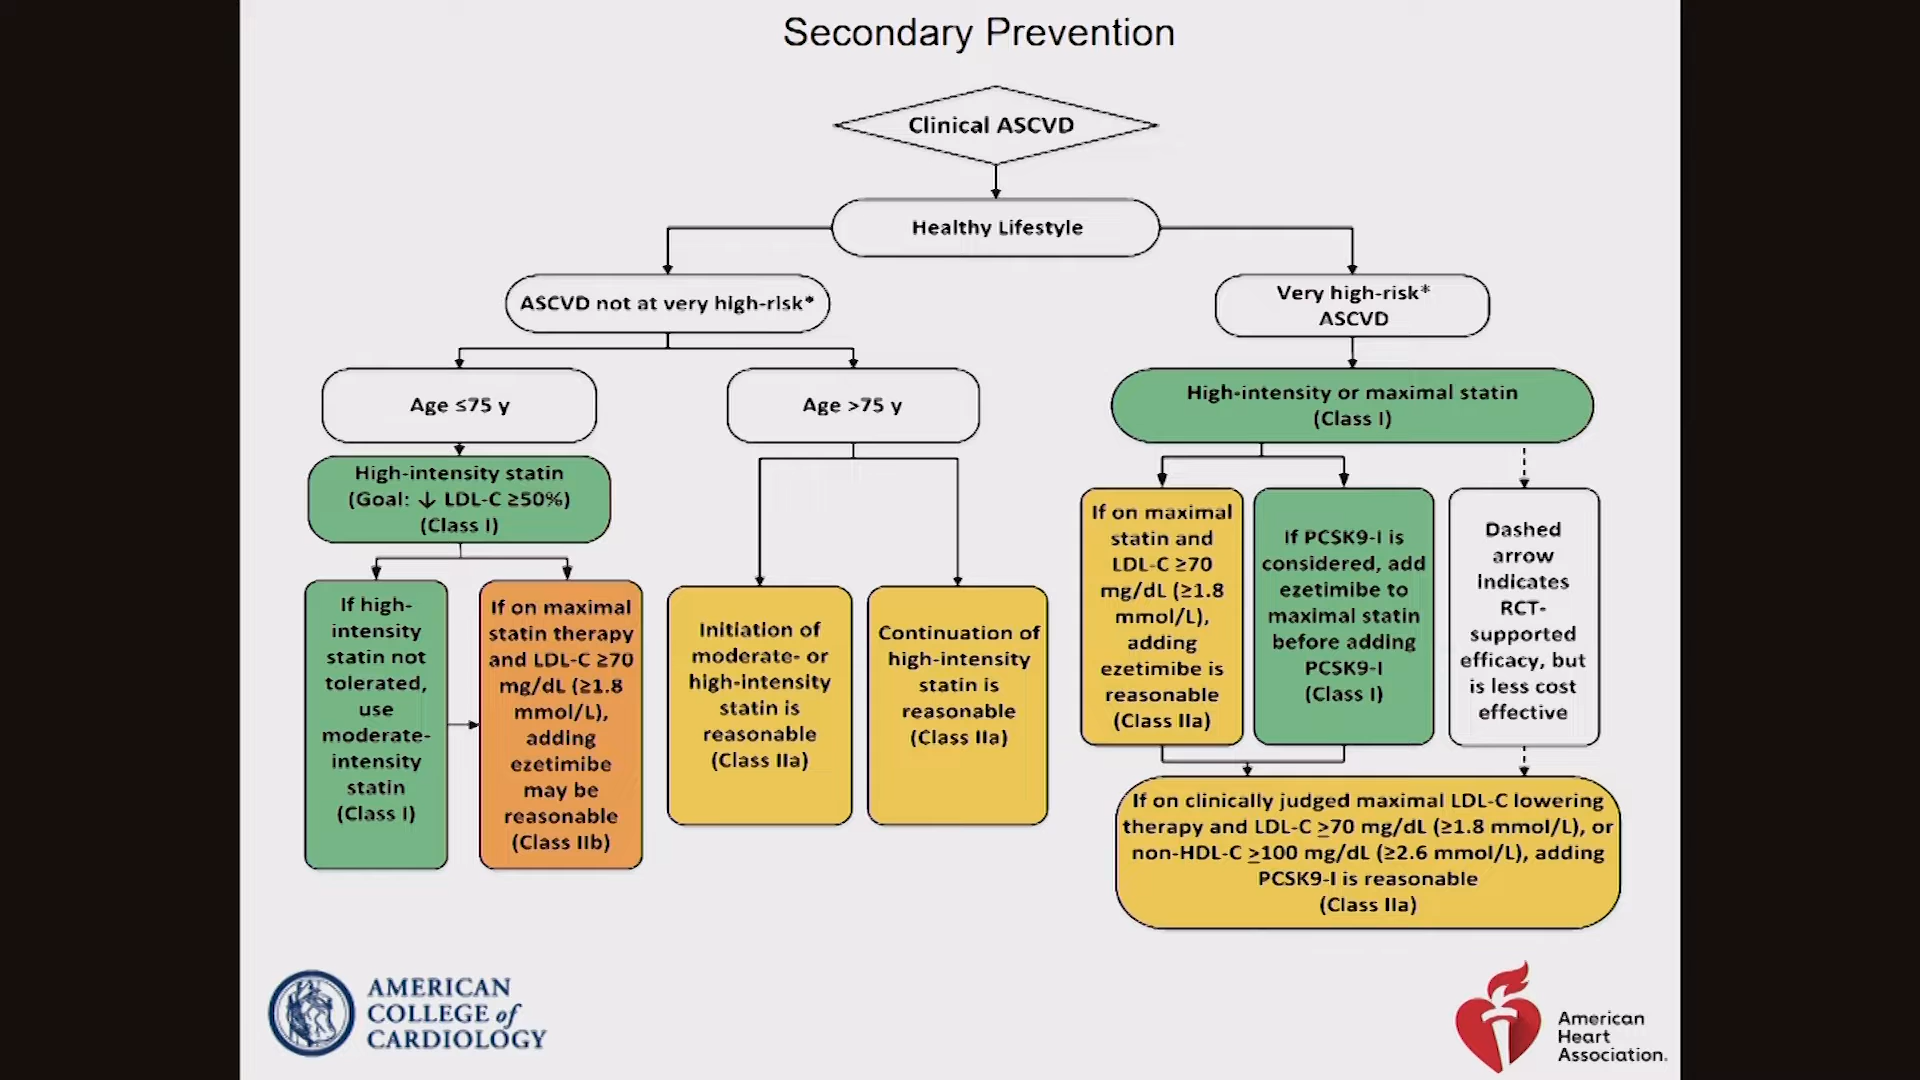 Secondary Prevention
Clinical ASCVD
Healthy Lifestyle
ASCVD not at very high-risk*
Very high-risk*
ASCVD
Age ≤75 y
Age >75 y
High-intensity or maximal statin
(Class I)
High-intensity statin
(Goal: ↓ LDL-C ≥50%)
(Class I)
If high-
intensity
statin not
tolerated,
use
moderate-
intensity
statin
(Class I)
If on maximal
statin therapy
and LDL-C ≥70
mg/dL (≥1.8
mmol/L),
adding
ezetimibe
may be
reasonable
(Class IIb)
Initiation of
moderate- or
high-intensity
statin is
reasonable
(Class IIa)
Continuation of
high-intensity
statin is
reasonable
(Class IIa)
If on maximal
statin and
LDL-C ≥70
mg/dL (≥1.8
mmol/L),
adding
ezetimibe is
reasonable
(Class IIa)
If PCSK9-I is
considered, add
ezetimibe to
maximal statin
before adding
PCSK9-I
(Class I)
Dashed
arrow
indicates
RCT-
supported
efficacy, but
is less cost
effective
If on clinically judged maximal LDL-C lowering
therapy and LDL-C ≥70 mg/dL (≥1.8 mmol/L), or
non-HDL-C ≥100 mg/dL (≥2.6 mmol/L), adding
PCSK9-I is reasonable
(Class IIa)
AMERICAN
COLLEGE of
CARDIOLOGY
American
Heart
Association.